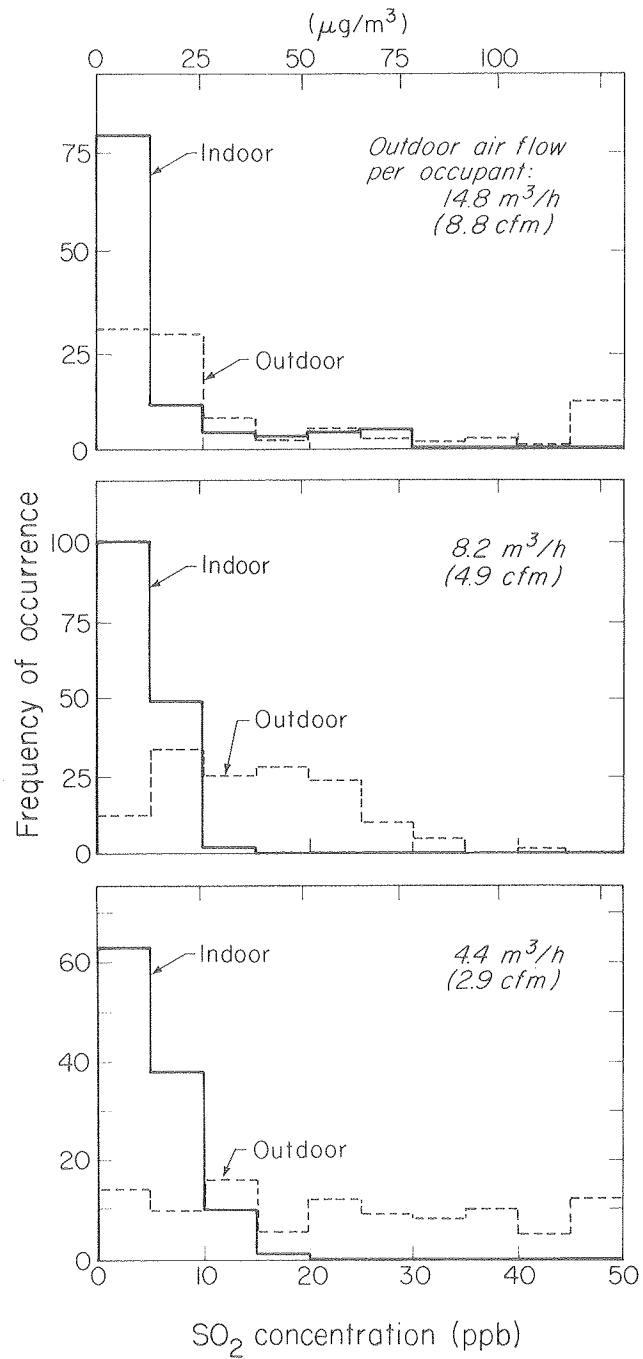 (μg/m³)
0 25 50 75 100
75
50
25
0
Indoor
Outdoor
Outdoor air flow
per occupant:
14.8 m³/h
(8.8 cfm)
Frequency of occurrence
100
75
50
25
0
Indoor
Outdoor
8.2 m³/h
(4.9 cfm)
60
40
20
0
Indoor
Outdoor
4.4 m³/h
(2.9 cfm)
0 10 20 30 40 50
SO₂ concentration (ppb)